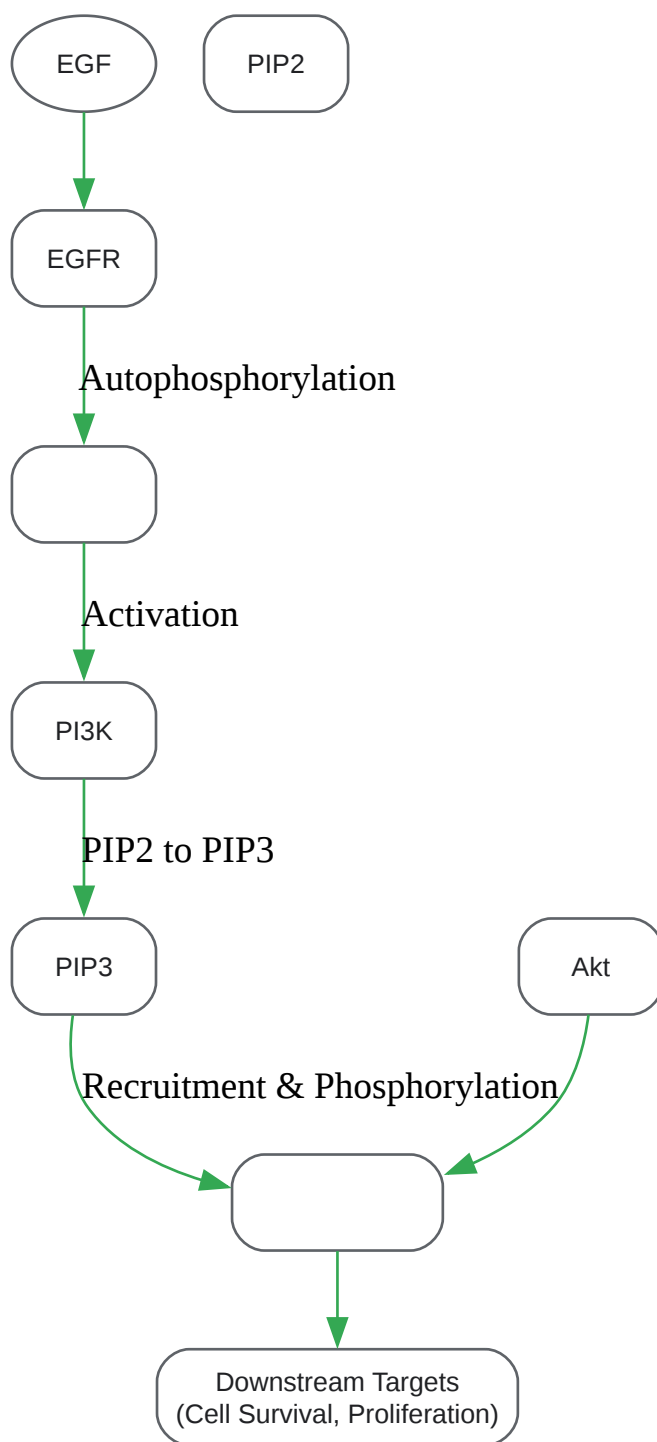 EGF
PIP2
EGFR
Autophosphorylation
Activation
PI3K
PIP2 to PIP3
PIP3
Akt
Recruitment & Phosphorylation
Downstream Targets
(Cell Survival, Proliferation)